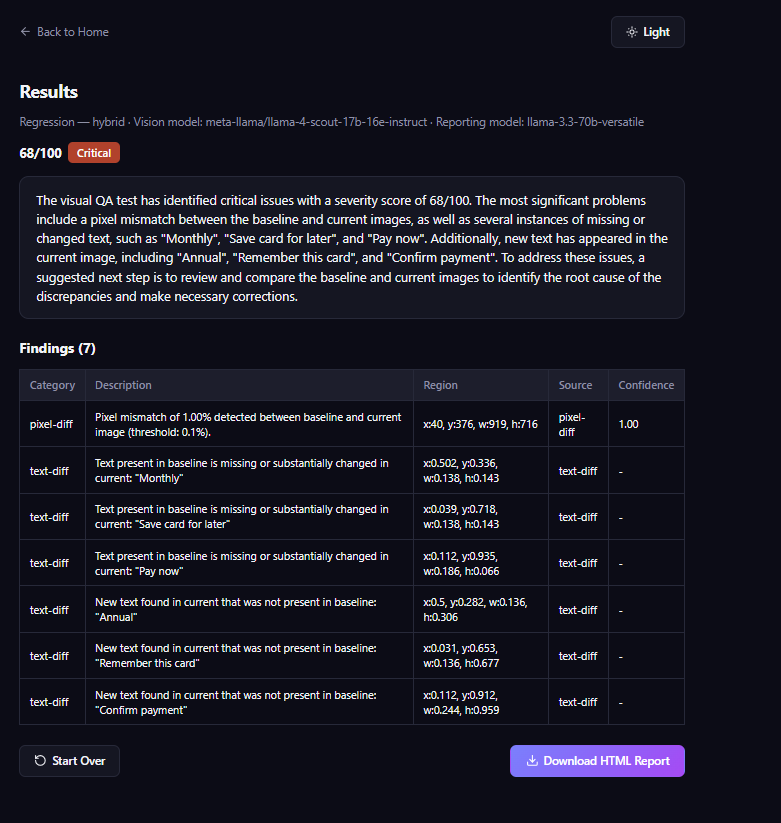 Back to Home
Light
Results
Regression — hybrid · Vision model: meta-llama/llama-4-scout-17b-16e-instruct · Reporting model: llama-3.3-70b-versatile
68/100 Critical
The visual QA test has identified critical issues with a severity score of 68/100. The most significant problems
include a pixel mismatch between the baseline and current images, as well as several instances of missing or
changed text, such as "Monthly", "Save card for later", and "Pay now". Additionally, new text has appeared in the
current image, including "Annual", "Remember this card", and "Confirm payment". To address these issues, a
suggested next step is to review and compare the baseline and current images to identify the root cause of the
discrepancies and make necessary corrections.
Findings (7)
Category Description Region Source Confidence
pixel-diff
Pixel mismatch of 1.00% detected between baseline and current
image (threshold: 0.1%).
x:40, y:376, w:919, h:716
pixel-
diff
1.00
text-diff
Text present in baseline is missing or substantially changed in
current: "Monthly"
x:0.502, y:0.336,
w:0.138, h:0.143
text-diff
-
text-diff
Text present in baseline is missing or substantially changed in
current: "Save card for later"
x:0.039, y:0.718,
w:0.138, h:0.143
text-diff
-
text-diff
Text present in baseline is missing or substantially changed in
current: "Pay now"
x:0.112, y:0.935,
w:0.186, h:0.066
text-diff
-
text-diff
New text found in current that was not present in baseline:
"Annual"
x:0.5, y:0.282, w:0.136,
h:0.306
text-diff
-
text-diff
New text found in current that was not present in baseline:
"Remember this card"
x:0.031, y:0.653,
w:0.136, h:0.677
text-diff
-
text-diff
New text found in current that was not present in baseline:
"Confirm payment"
x:0.112, y:0.912,
w:0.244, h:0.959
text-diff
-
Start Over
Download HTML Report